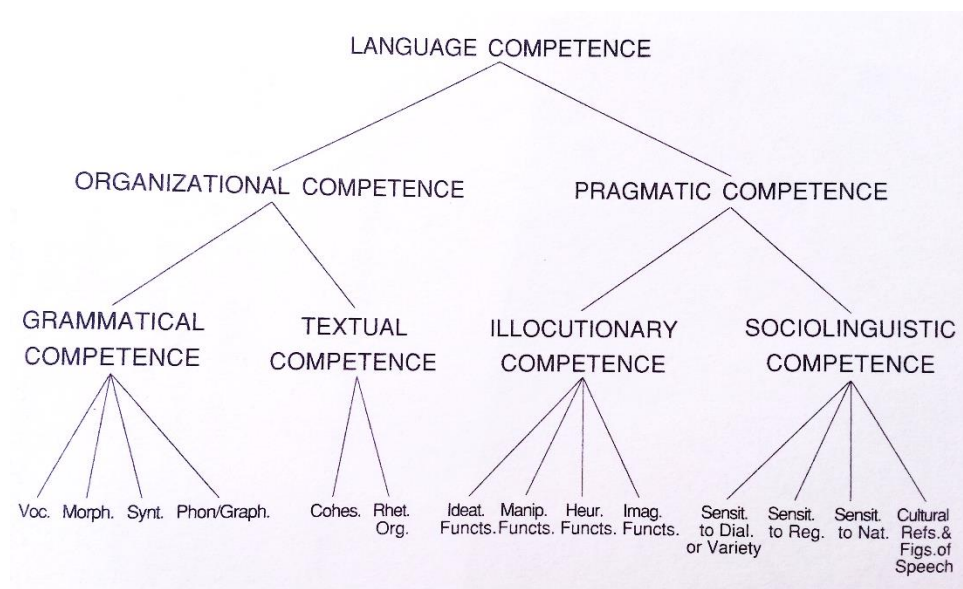 LANGUAGE COMPETENCE
ORGANIZATIONAL COMPETENCE
PRAGMATIC COMPETENCE
GRAMMATICAL
COMPETENCE
TEXTUAL
COMPETENCE
ILLOCUTIONARY
COMPETENCE
SOCIOLINGUISTIC
COMPETENCE
Voc.
Morph.
Synt.
Phon/Graph.
Cohes.
Rhet.
Org.
Ideat.
Functs.
Manip.
Functs.
Heur.
Functs.
Imag.
Functs.
Sensit.
to Dial.
or Variety
Sensit.
to Reg.
Sensit.
to Nat.
Cultural
Refs.&
Figs.of
Speech